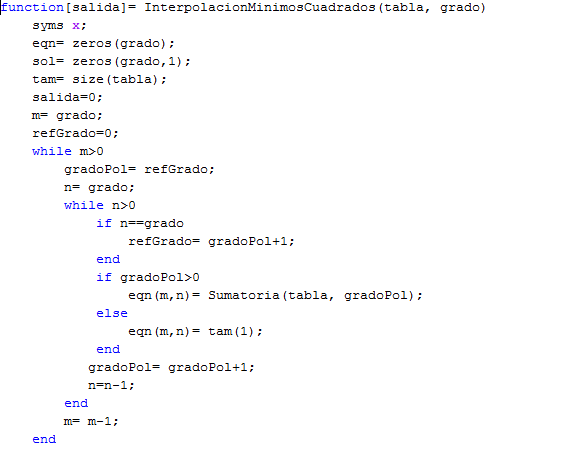 function[salida]= InterpolacionMinimosCuadrados(tabla, grado)
    syms x;
    eqn= zeros(grado);
    sol= zeros(grado,1);
    tam= size(tabla);
    salida=0;
    m= grado;
    refGrado=0;
    while m>0
        gradoPol= refGrado;
        n= grado;
        while n>0
            if n==grado
                refGrado= gradoPol+1;
            end
            if gradoPol>0
                eqn(m,n)= Sumatoria(tabla, gradoPol);
            else
                eqn(m,n)= tam(1);
            end
           gradoPol= gradoPol+1;
           n=n-1;
        end
        m= m-1;
    end